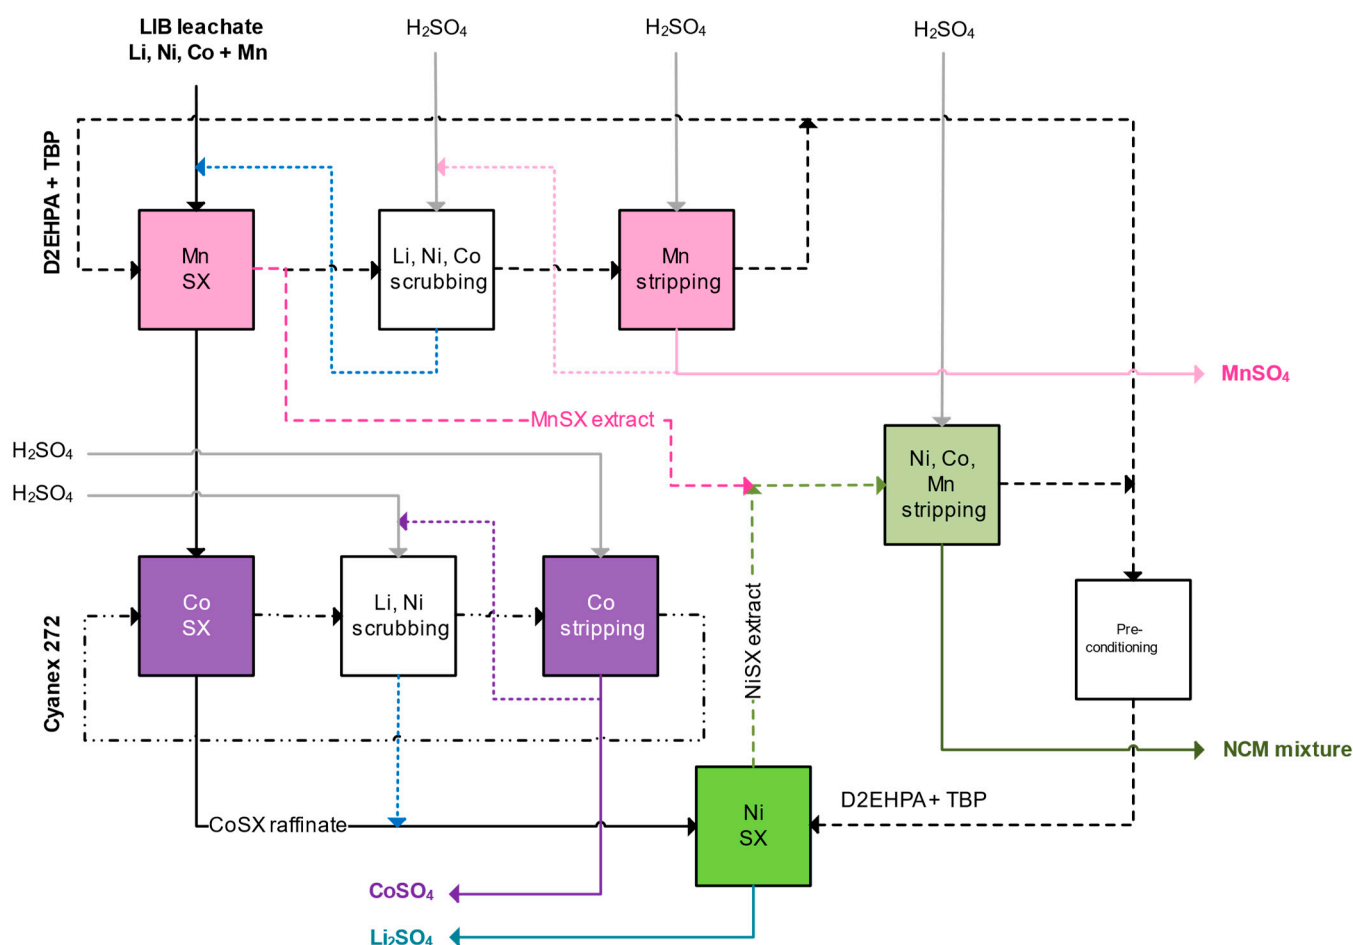 LIB leachate
Li, Ni, Co + Mn
H₂SO₄
H₂SO₄
H₂SO₄
D2EHPA + TBP
Mn
SX
Li, Ni, Co
scrubbing
Mn
stripping
MnSO₄
MnSX extract
H₂SO₄
H₂SO₄
Ni, Co,
Mn
stripping
Co
SX
Li, Ni
scrubbing
Co
stripping
Cyanex 272
NiSX extract
Pre-
conditioning
NCM mixture
D2EHPA + TBP
CoSX raffinate
Ni
SX
CoSO₄
Li₂SO₄